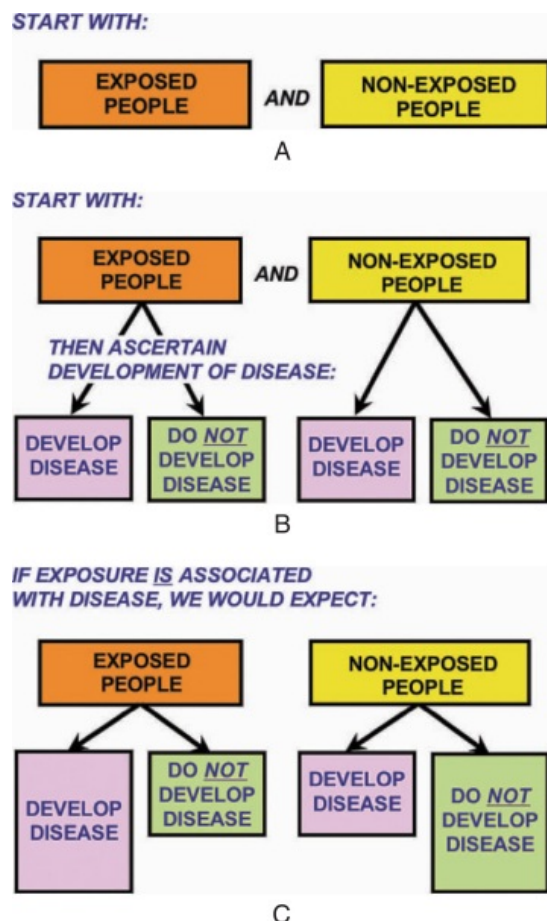 START WITH:
EXPOSED
PEOPLE
AND
NON-EXPOSED
PEOPLE
A
START WITH:
EXPOSED
PEOPLE
AND
NON-EXPOSED
PEOPLE
THEN ASCERTAIN
DEVELOPMENT OF DISEASE:
DEVELOP
DISEASE
DO NOT
DEVELOP
DISEASE
DEVELOP
DISEASE
DO NOT
DEVELOP
DISEASE
B
IF EXPOSURE IS ASSOCIATED
WITH DISEASE, WE WOULD EXPECT:
EXPOSED
PEOPLE
NON-EXPOSED
PEOPLE
DEVELOP
DISEASE
DO NOT
DEVELOP
DISEASE
DEVELOP
DISEASE
DO NOT
DEVELOP
DISEASE
C